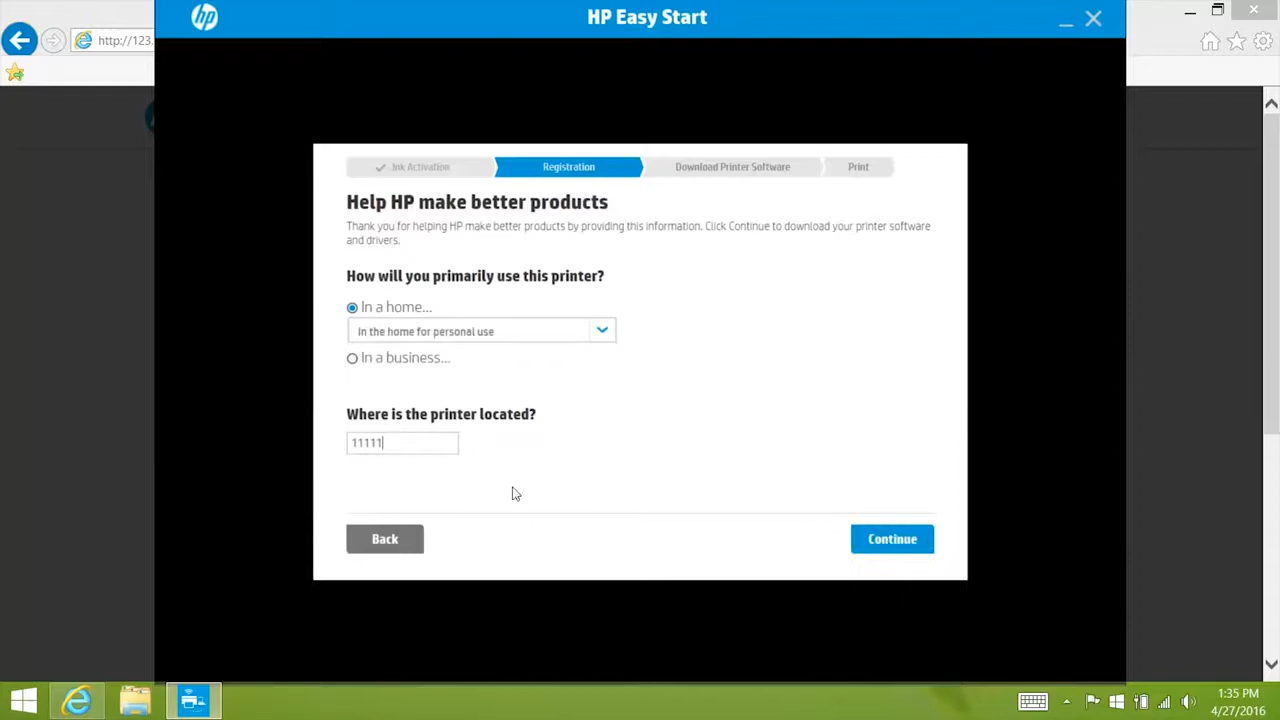 hp
HP Easy Start
http://123.
Ink Activation
Registration
Download Printer Software
Print
Help HP make better products
Thank you for helping HP make better products by providing this information. Click Continue to download your printer software
and drivers.
How will you primarily use this printer?
In a home...
In the home for personal use
In a business...
Where is the printer located?
11111
Back
Continue
1:35 PM
4/27/2016